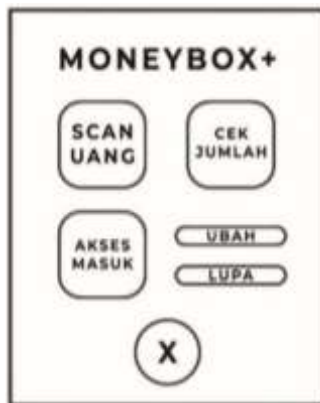 MONEYBOX+
SCAN
UANG
CEK
JUMLAH
AKSES
MASUK
UBAH
LUPA
X